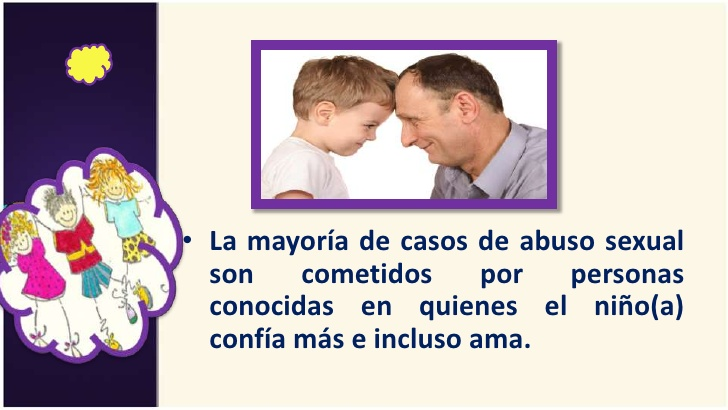 • La mayoría de casos de abuso sexual
son cometidos por personas
conocidas en quienes el niño(a)
confía más e incluso ama.